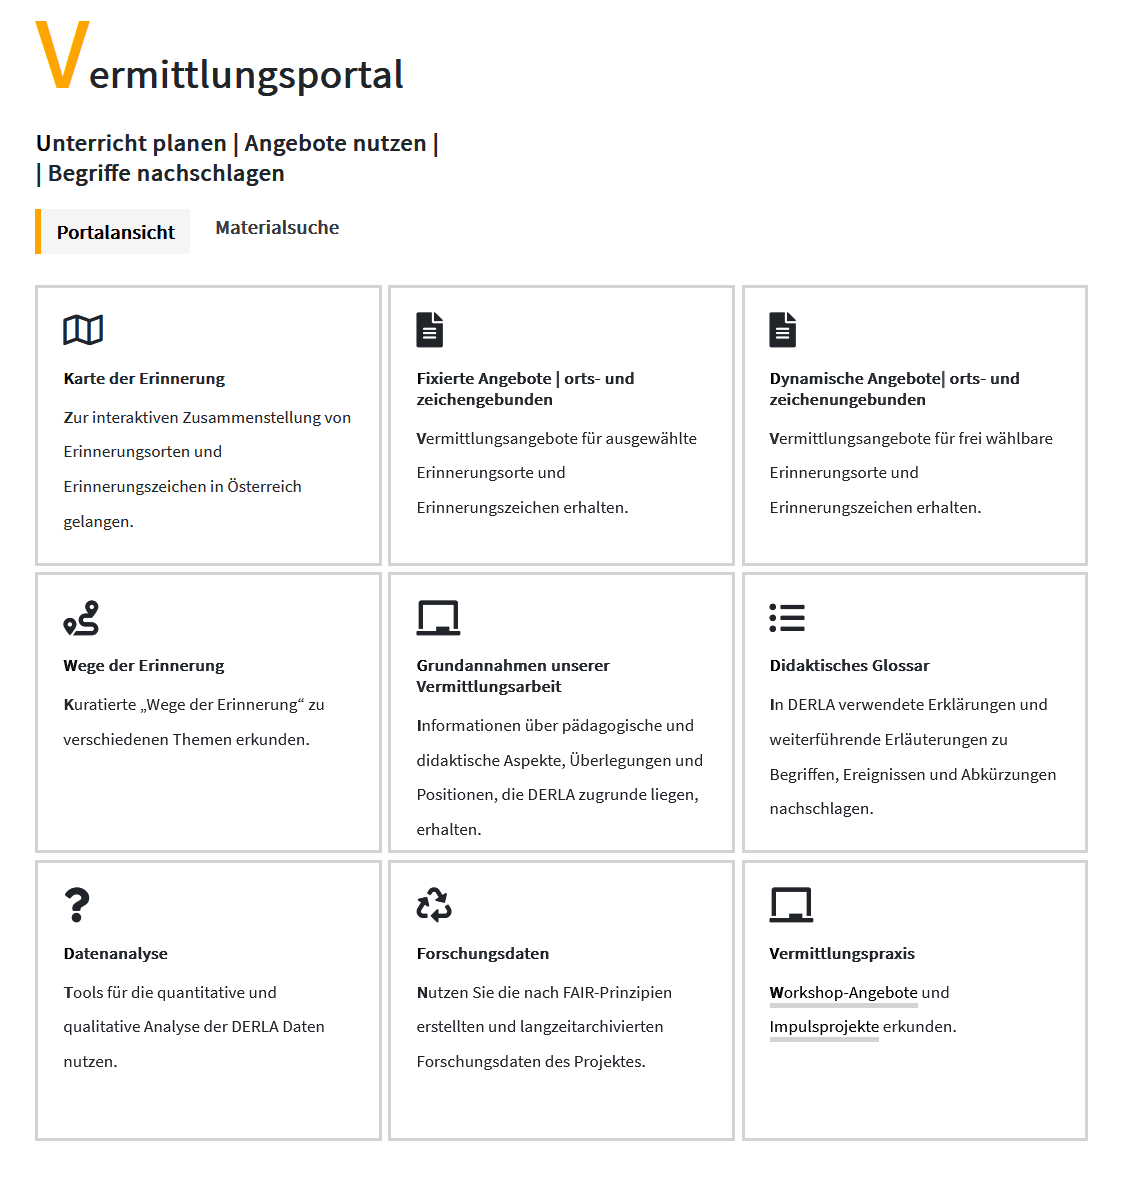 Vermittlungsportal
Unterricht planen | Angebote nutzen |
| Begriffe nachschlagen
Portalansicht
Materialsuche
Karte der Erinnerung
Zur interaktiven Zusammenstellung von
Erinnerungsorten und
Erinnerungszeichen in Österreich
gelangen.
Fixierte Angebote | orts- und
zeichengebunden
Vermittlungsangebote für ausgewählte
Erinnerungsorte und
Erinnerungszeichen erhalten.
Dynamische Angebote| orts- und
zeichenungebunden
Vermittlungsangebote für frei wählbare
Erinnerungsorte und
Erinnerungszeichen erhalten.
Wege der Erinnerung
Kuratierte „Wege der Erinnerung“ zu
verschiedenen Themen erkunden.
Grundannahmen unserer
Vermittlungsarbeit
Informationen über pädagogische und
didaktische Aspekte, Überlegungen und
Positionen, die DERLA zugrunde liegen,
erhalten.
Didaktisches Glossar
In DERLA verwendete Erklärungen und
weiterführende Erläuterungen zu
Begriffen, Ereignissen und Abkürzungen
nachschlagen.
Datenanalyse
Tools für die quantitative und
qualitative Analyse der DERLA Daten
nutzen.
Forschungsdaten
Nutzen Sie die nach FAIR-Prinzipien
erstellten und langzeitarchivierten
Forschungsdaten des Projektes.
Vermittlungspraxis
Workshop-Angebote und
Impulsprojekte erkunden.